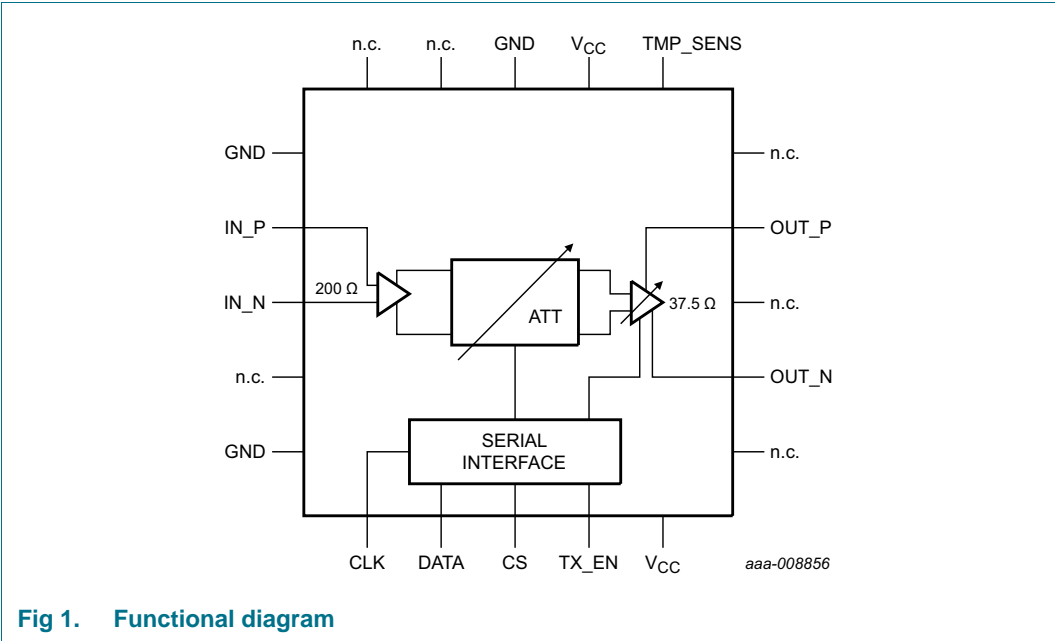 n.c. n.c. GND VCC TMP_SENS
GND n.c.
IN_P OUT_P
200 Ω ATT 37.5 Ω
IN_N n.c.
n.c. OUT_N
GND n.c.
SERIAL
INTERFACE
CLK DATA CS TX_EN VCC aaa-008856
Fig 1. Functional diagram